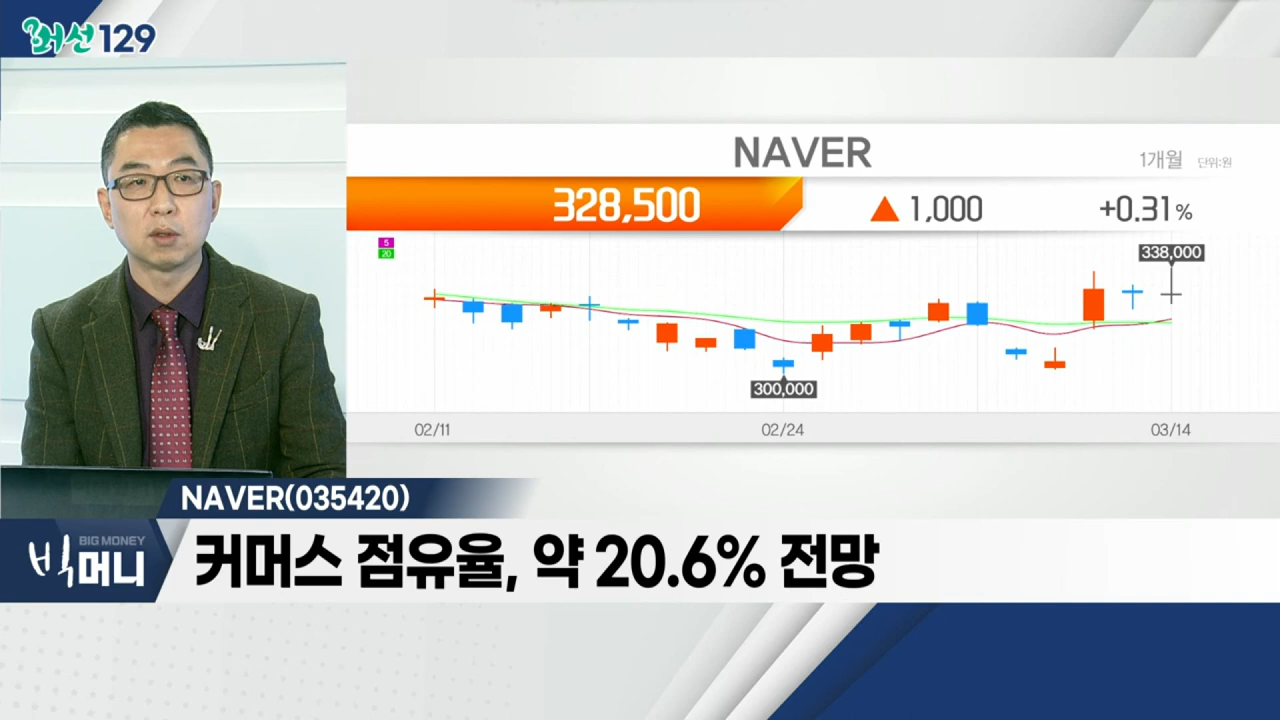 머선129
NAVER
1개월 단위:원
328,500 ▲ 1,000 +0.31%
5
20
338,000
300,000
02/11 02/24 03/14
NAVER(035420)
BIG MONEY
빅머니
커머스 점유율, 약 20.6% 전망